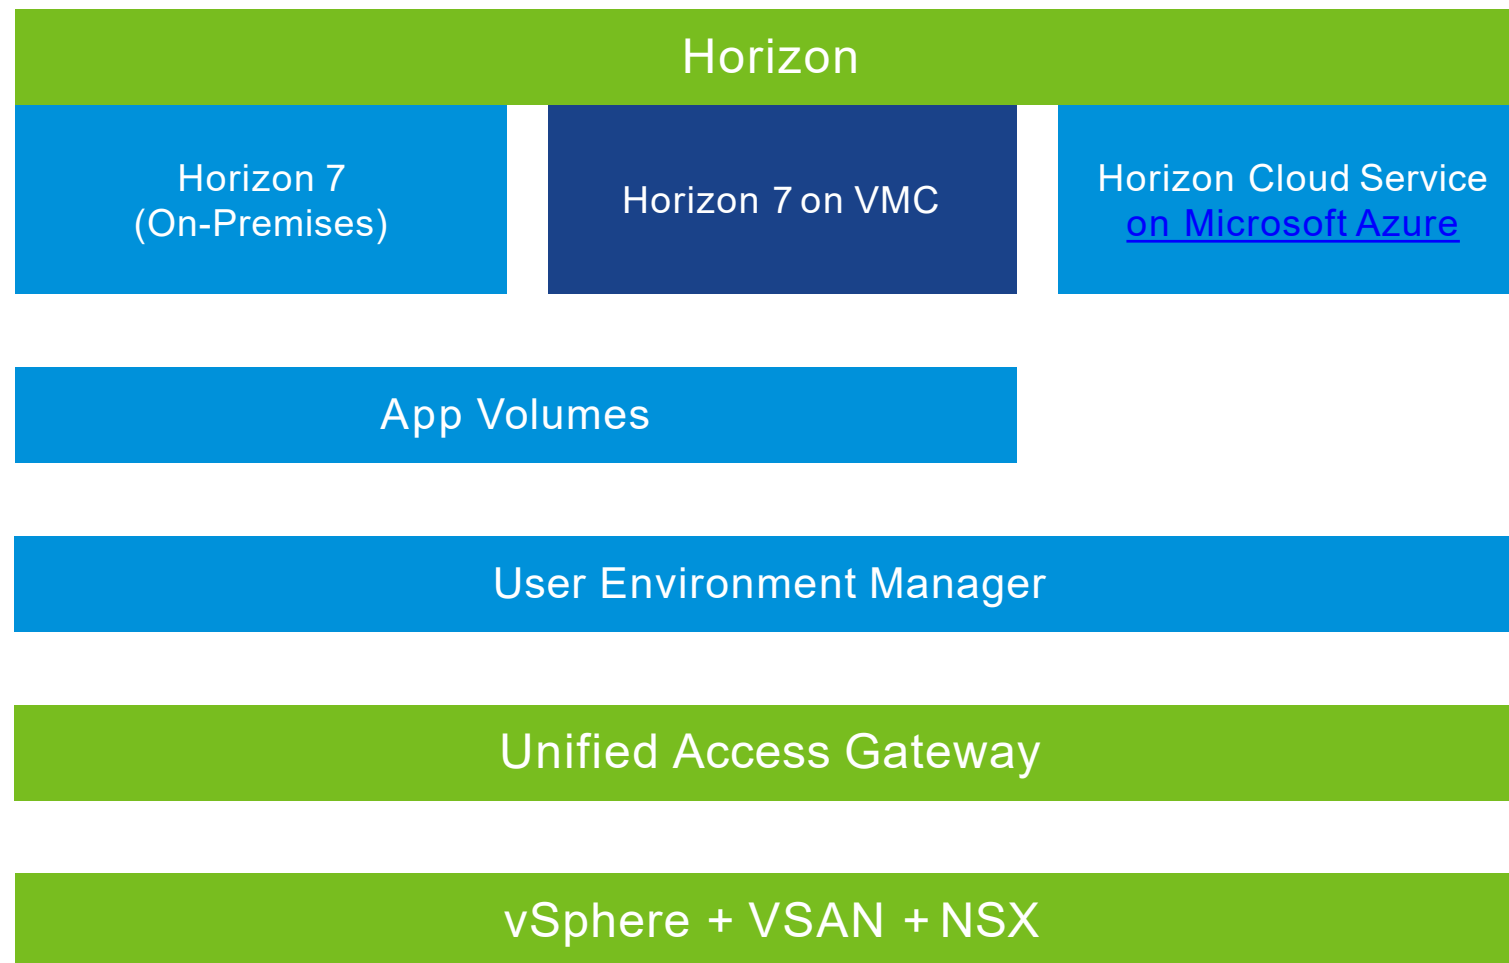 Horizon
Horizon 7
(On-Premises)
Horizon 7 on VMC
Horizon Cloud Service
on Microsoft Azure
App Volumes
User Environment Manager
Unified Access Gateway
vSphere + VSAN + NSX